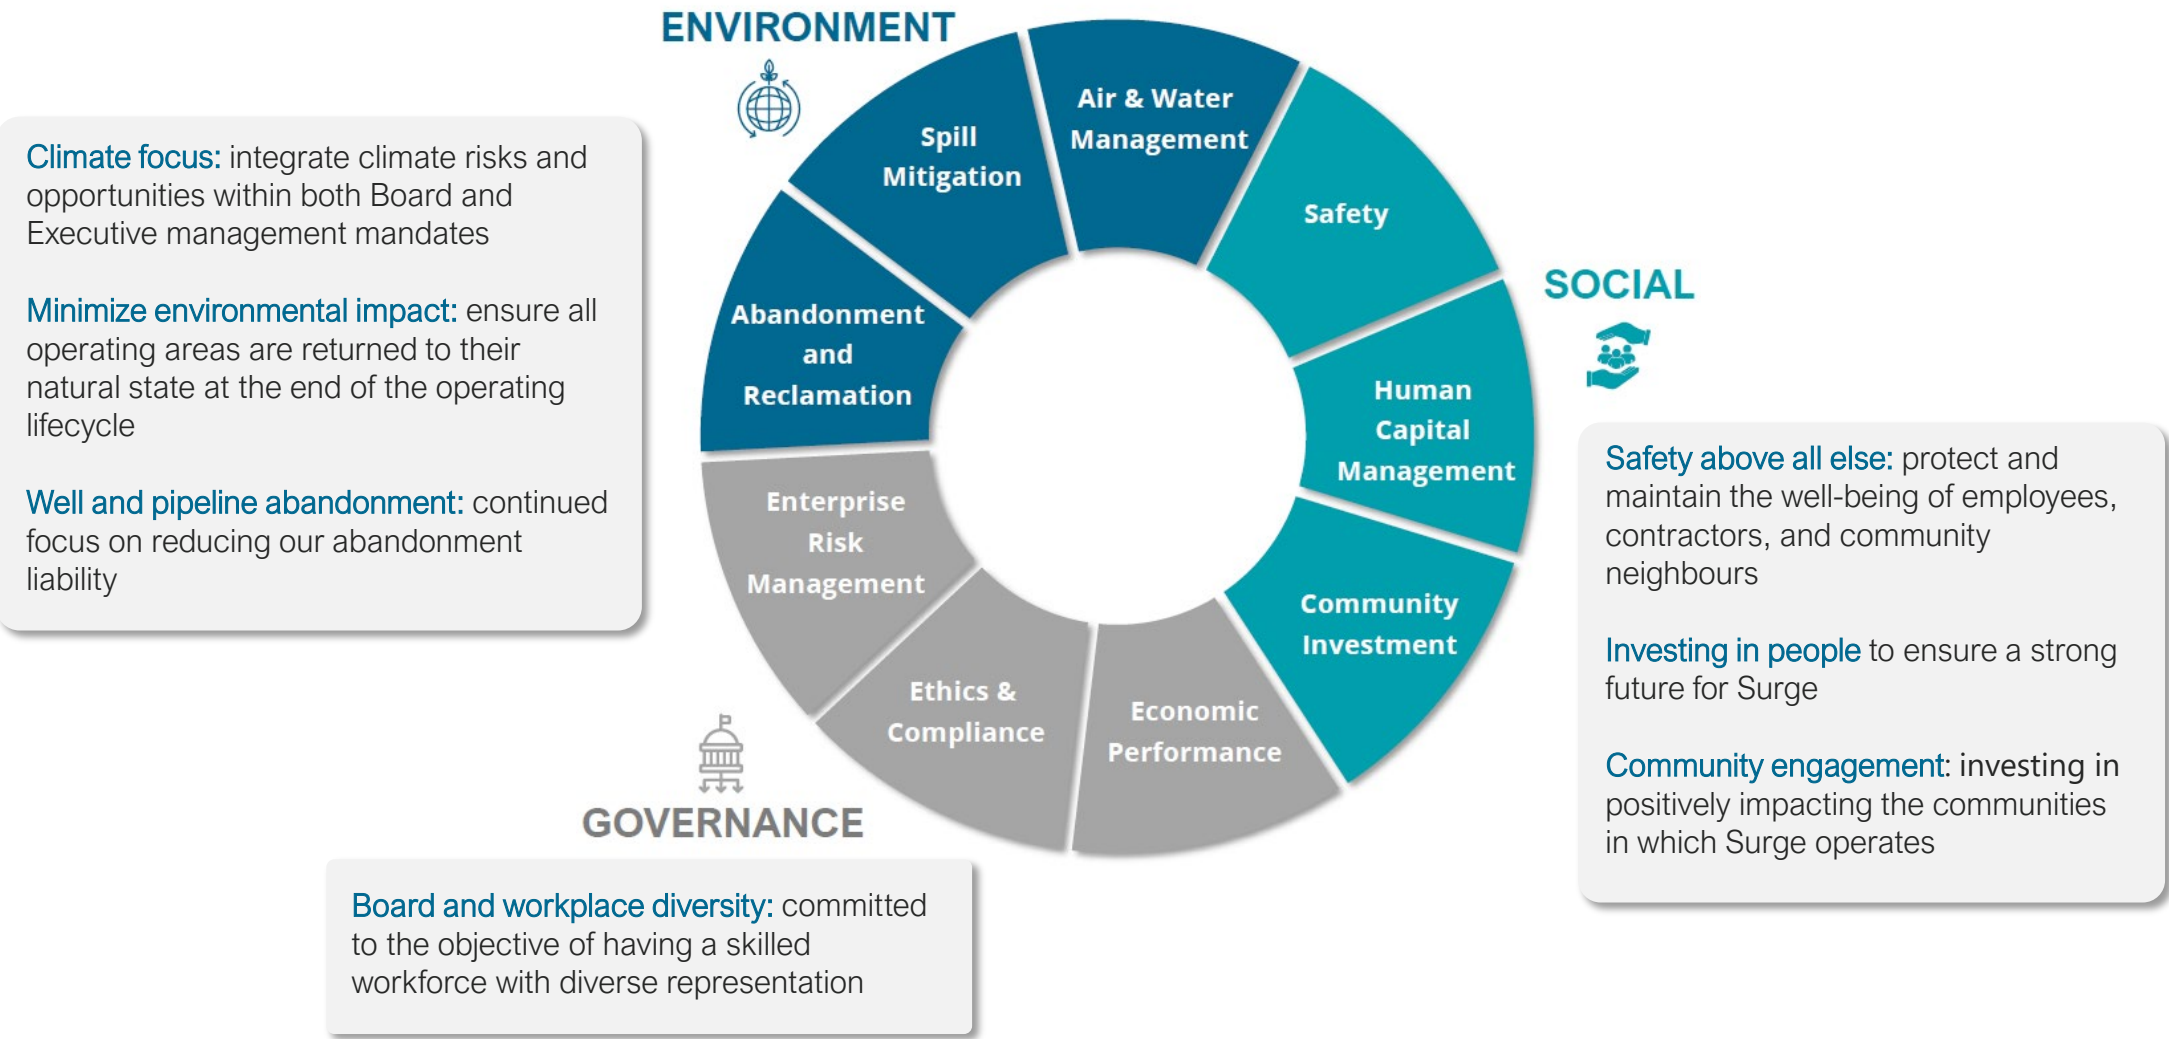 ENVIRONMENT
Climate focus: integrate climate risks and
opportunities within both Board and
Executive management mandates
Minimize environmental impact: ensure all
operating areas are returned to their
natural state at the end of the operating
lifecycle
Well and pipeline abandonment: continued
focus on reducing our abandonment
liability
Air & Water
Management
Spill
Mitigation
Abandonment
and
Reclamation
Safety
Human
Capital
Management
Community
Investment
Economic
Performance
Ethics &
Compliance
Enterprise
Risk
Management
SOCIAL
Safety above all else: protect and
maintain the well-being of employees,
contractors, and community
neighbours
Investing in people to ensure a strong
future for Surge
Community engagement: investing in
positively impacting the communities
in which Surge operates
GOVERNANCE
Board and workplace diversity: committed
to the objective of having a skilled
workforce with diverse representation